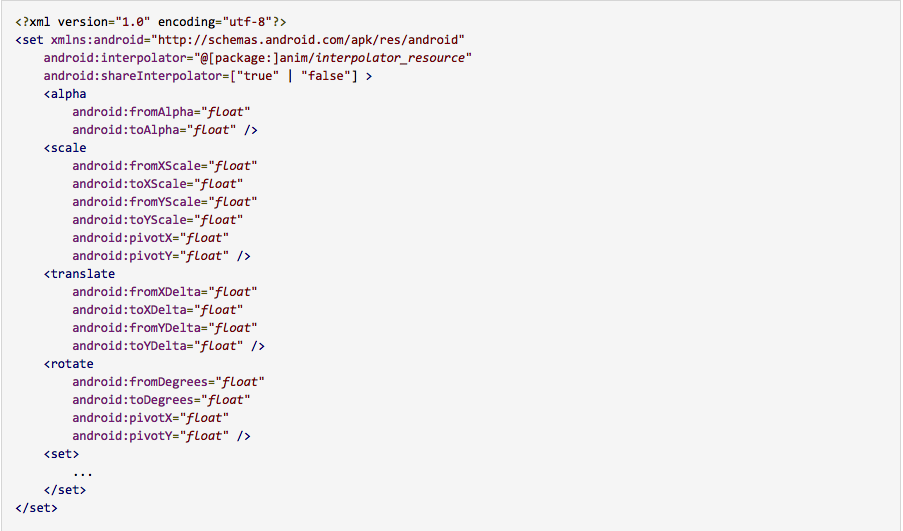 <?xml version="1.0" encoding="utf-8"?>
<set xmlns:android="http://schemas.android.com/apk/res/android"
    android:interpolator="@[package:]anim/interpolator_resource"
    android:shareInterpolator=["true" | "false"] >
    <alpha
        android:fromAlpha="float"
        android:toAlpha="float" />
    <scale
        android:fromXScale="float"
        android:toXScale="float"
        android:fromYScale="float"
        android:toYScale="float"
        android:pivotX="float"
        android:pivotY="float" />
    <translate
        android:fromXDelta="float"
        android:toXDelta="float"
        android:fromYDelta="float"
        android:toYDelta="float" />
    <rotate
        android:fromDegrees="float"
        android:toDegrees="float"
        android:pivotX="float"
        android:pivotY="float" />
    <set>
        ...
    </set>
</set>